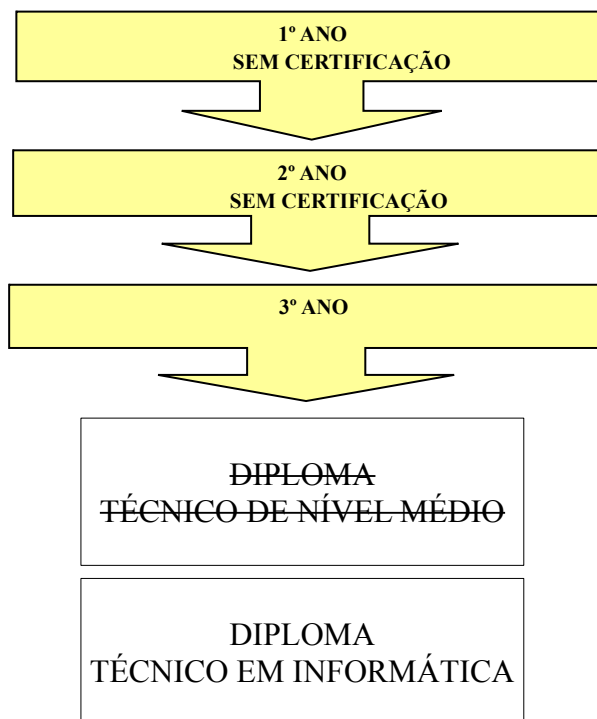 1º ANO
SEM CERTIFICAÇÃO
2º ANO
SEM CERTIFICAÇÃO
3º ANO
DIPLOMA
TÉCNICO DE NÍVEL MÉDIO
DIPLOMA
TÉCNICO EM INFORMÁTICA